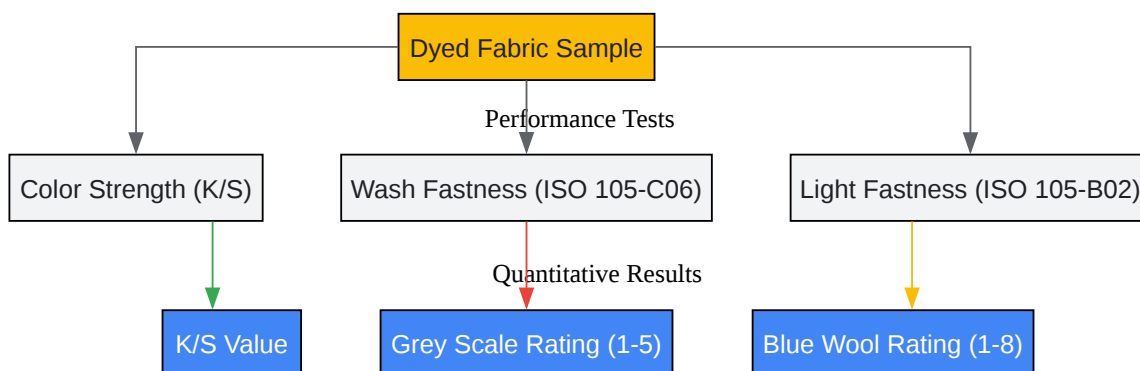 Dyed Fabric Sample
Performance Tests
Color Strength (K/S)
Wash Fastness (ISO 105-C06)
Light Fastness (ISO 105-B02)
Quantitative Results
K/S Value
Grey Scale Rating (1-5)
Blue Wool Rating (1-8)